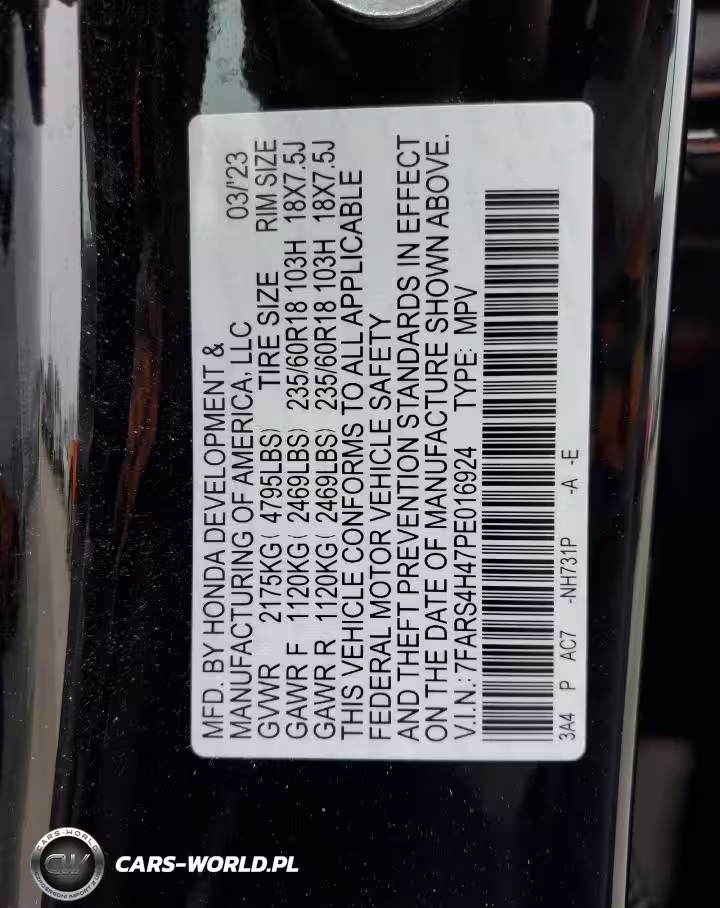 MFD. BY HONDA DEVELOPMENT & 03/'23
MANUFACTURING OF AMERICA, LLC
GVWR 2175KG( 4795LBS) TIRE SIZE RIM SIZE
GAWR F 1120KG( 2469LBS) 235/60R18 103H 18X7.5J
GAWR R 1120KG( 2469LBS) 235/60R18 103H 18X7.5J
THIS VEHICLE CONFORMS TO ALL APPLICABLE
FEDERAL MOTOR VEHICLE SAFETY
AND THEFT PREVENTION STANDARDS IN EFFECT
ON THE DATE OF MANUFACTURE SHOWN ABOVE.
V.I.N.: 7FARS4H47PE016924 TYPE: MPV
3A4 P AC7 -NH731P -A -E
CARS-WORLD
CW
CARS-WORLD.PL